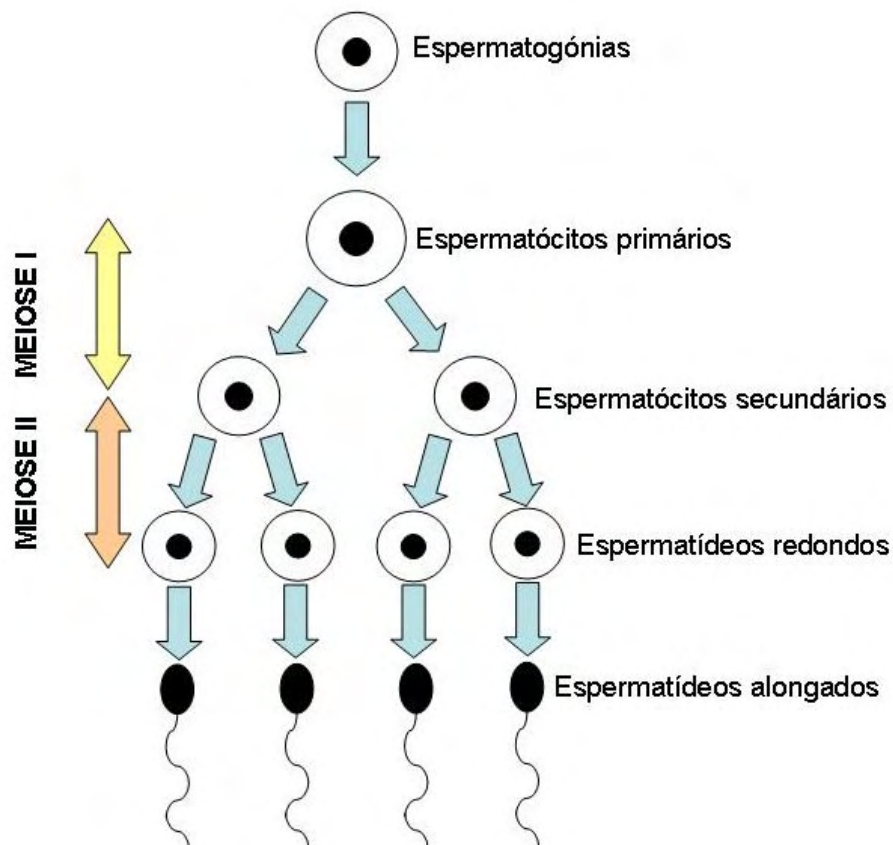 Espermatogónias
Espermatócitos primários
MEIOSE I
Espermatócitos secundários
MEIOSE II
Espermatídeos redondos
Espermatídeos alongados